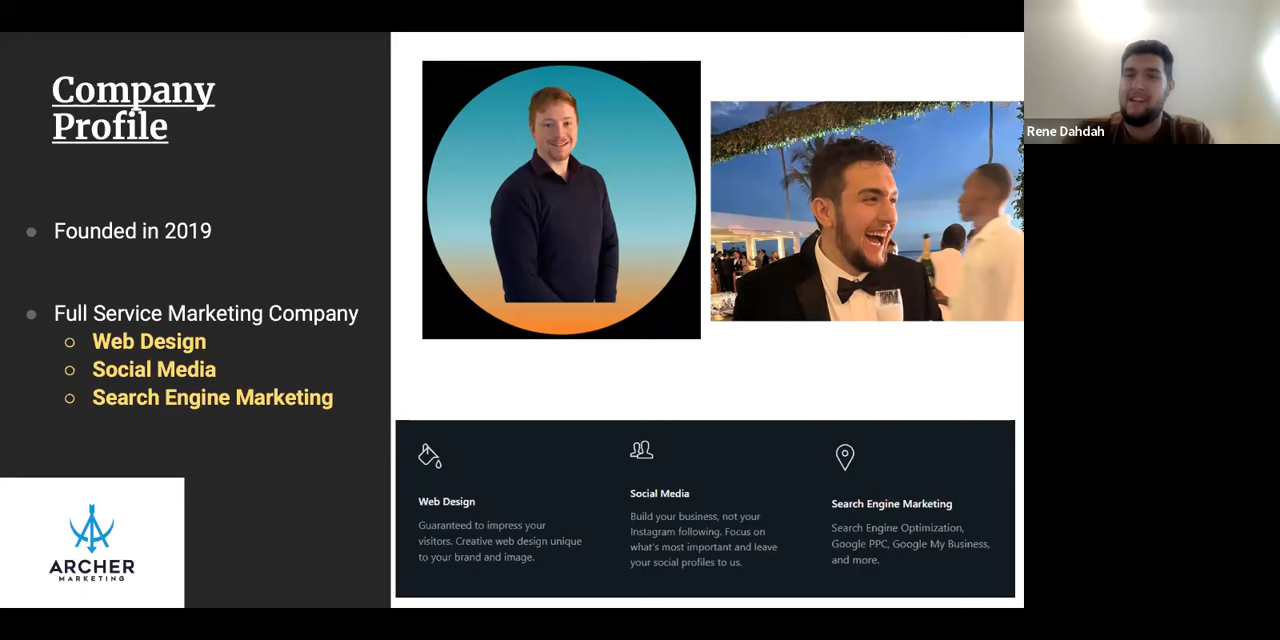 Company
Profile
Founded in 2019
Full Service Marketing Company
Web Design
Social Media
Search Engine Marketing
ARCHER
MARKETING
Web Design
Guaranteed to impress your
visitors. Creative web design unique
to your brand and image.
Social Media
Build your business, not your
Instagram following. Focus on
what's most important and leave
your social profiles to us.
Search Engine Marketing
Search Engine Optimization,
Google PPC, Google My Business,
and more.
Rene Dahdah